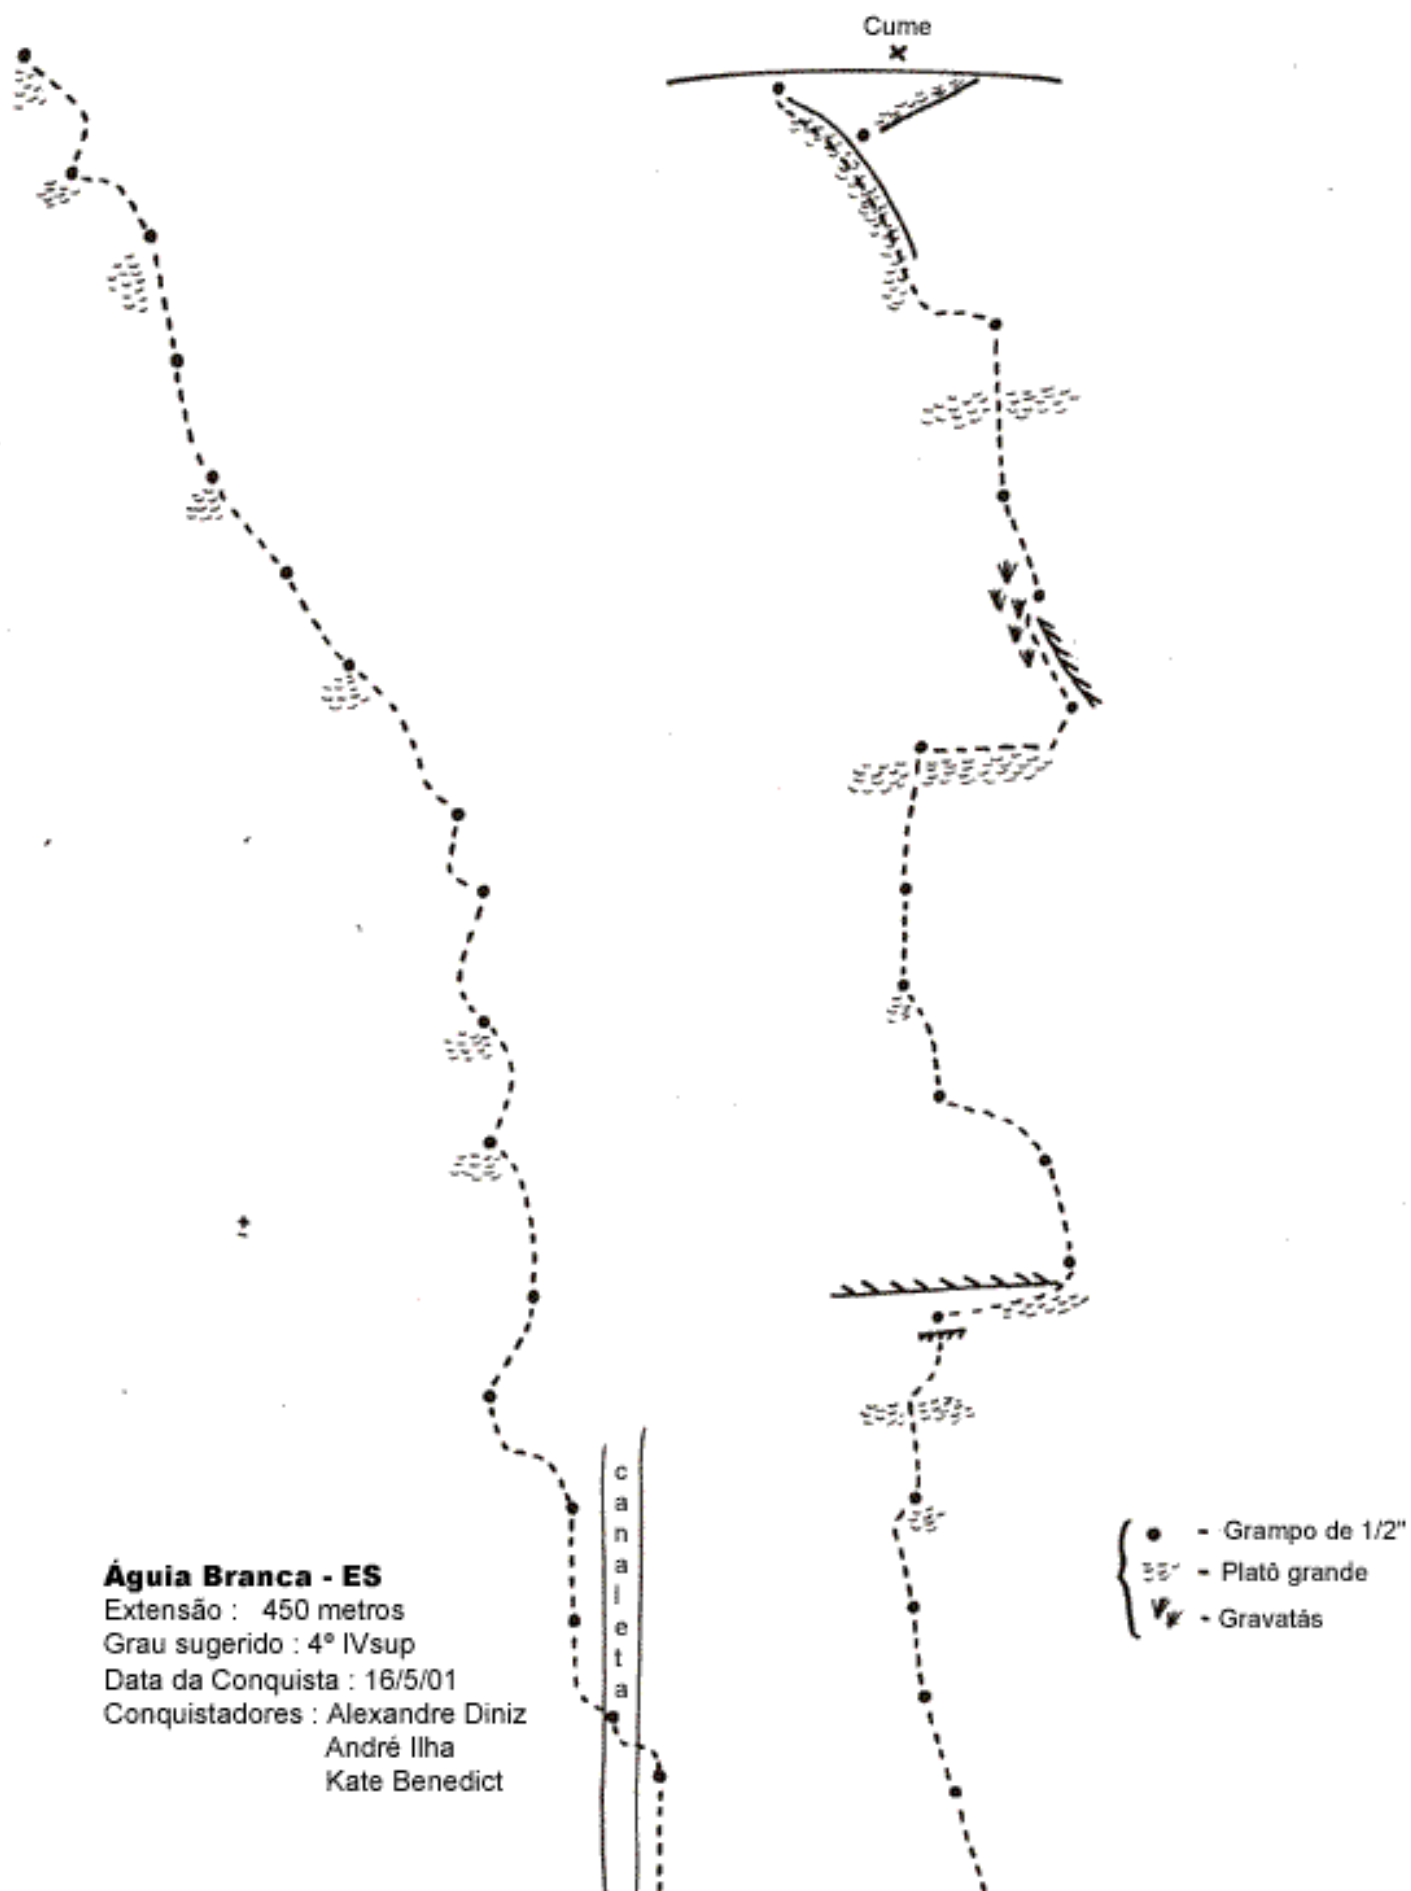 Cume
canaleta
Águia Branca - ES
Extensão : 450 metros
Grau sugerido : 4º IVsup
Data da Conquista : 16/5/01
Conquistadores : Alexandre Diniz
André Ilha
Kate Benedict
- Grampo de 1/2"
- Platô grande
- Gravatás